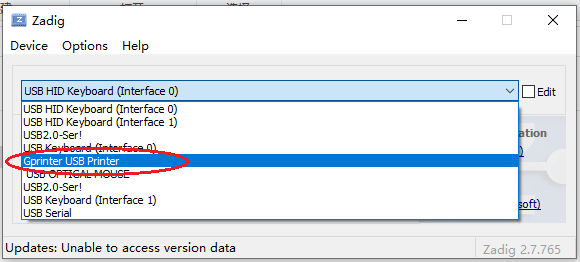 Zadig
Device Options Help
USB HID Keyboard (Interface 0)
Edit
USB HID Keyboard (Interface 0)
USB HID Keyboard (Interface 1)
USB2.0-Ser!
USB Keyboard (Interface 0)
Gprinter USB Printer
USB OPTICAL MOUSE
USB2.0-Ser!
USB Keyboard (Interface 1)
USB Serial
ation
)
soft)
Updates: Unable to access version data
Zadig 2.7.765